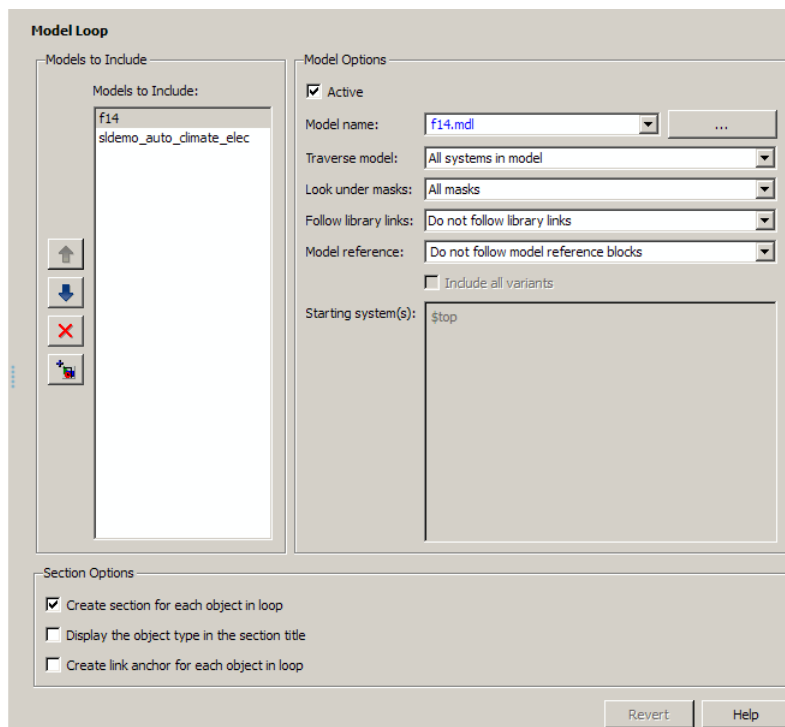 Model Loop
Models to Include
Models to Include:
f14
sldemo_auto_climate_elec
Model Options
Active
Model name: f14.mdl ...
Traverse model: All systems in model
Look under masks: All masks
Follow library links: Do not follow library links
Model reference: Do not follow model reference blocks
Include all variants
Starting system(s): $top
Section Options
Create section for each object in loop
Display the object type in the section title
Create link anchor for each object in loop
Revert Help